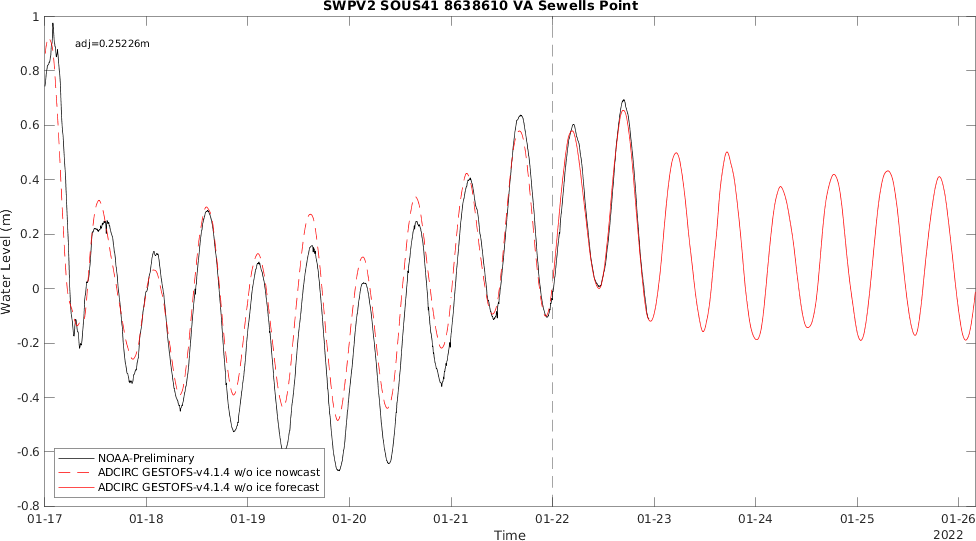 SWPV2 SOUS41 8638610 VA Sewells Point
adj=0.25226m
1
0.8
0.6
0.4
0.2
0
-0.2
-0.4
-0.6
-0.8
Water Level (m)
NOAA-Preliminary
ADCIRC GESTOFS-v4.1.4 w/o ice nowcast
ADCIRC GESTOFS-v4.1.4 w/o ice forecast
01-17 01-18 01-19 01-20 01-21 01-22 01-23 01-24 01-25 01-26
Time
2022